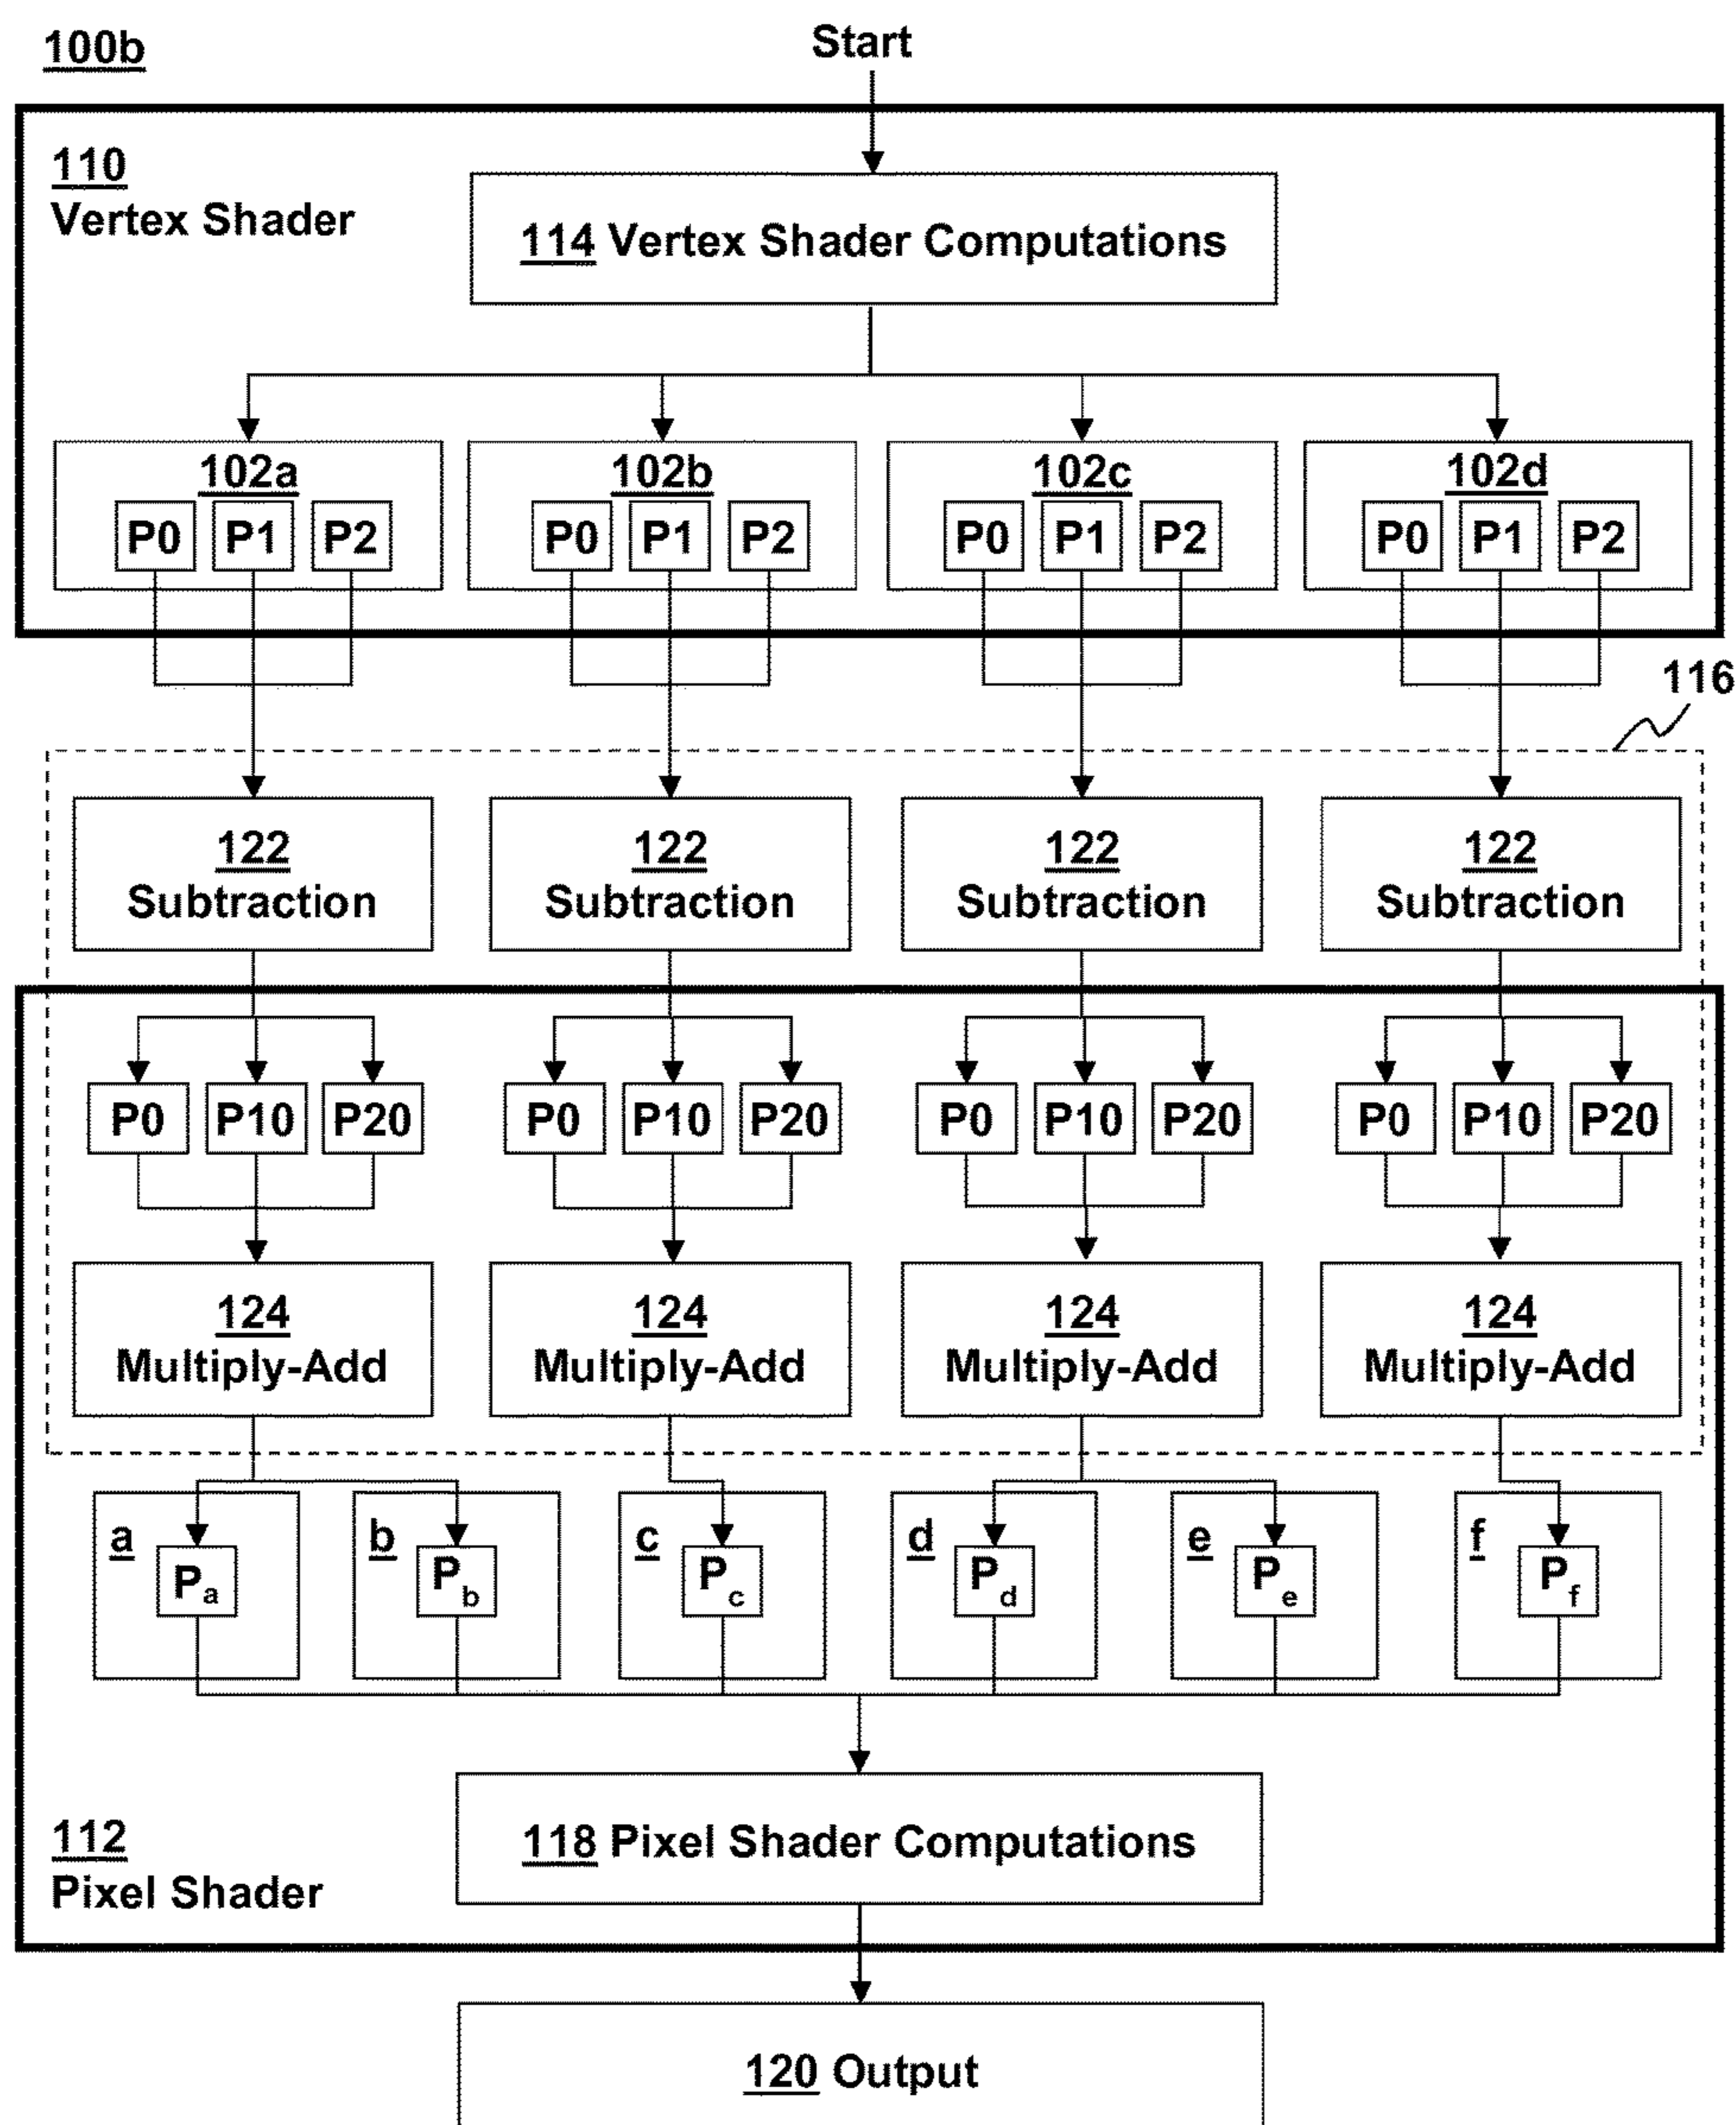 100b
Start
110
Vertex Shader
114 Vertex Shader Computations
102a 102b 102c 102d
P0 P1 P2 P0 P1 P2 P0 P1 P2 P0 P1 P2
116
122 122 122 122
Subtraction Subtraction Subtraction Subtraction
P0 P10 P20 P0 P10 P20 P0 P10 P20 P0 P10 P20
124 124 124 124
Multiply-Add Multiply-Add Multiply-Add Multiply-Add
a b c d e f
Pa Pb Pc Pd Pe Pf
118 Pixel Shader Computations
112
Pixel Shader
120 Output